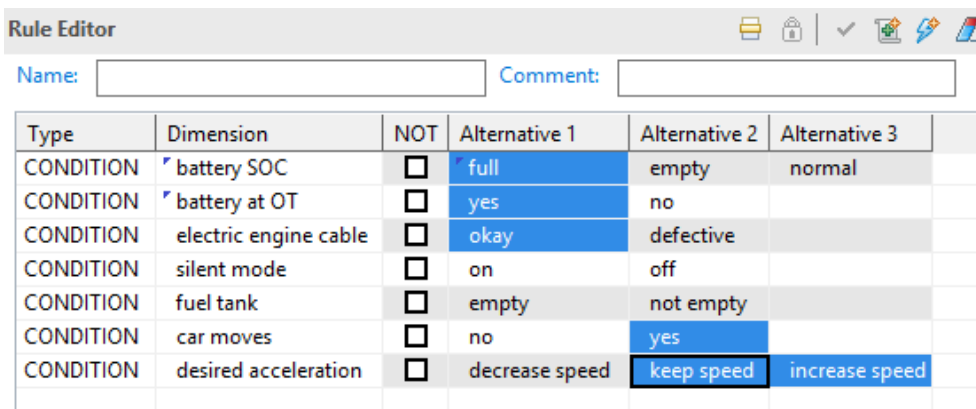 Rule Editor
Name: Comment:
Type Dimension NOT Alternative 1 Alternative 2 Alternative 3
CONDITION battery SOC full empty normal
CONDITION battery at OT yes no
CONDITION electric engine cable okay defective
CONDITION silent mode on off
CONDITION fuel tank empty not empty
CONDITION car moves no yes
CONDITION desired acceleration decrease speed keep speed increase speed